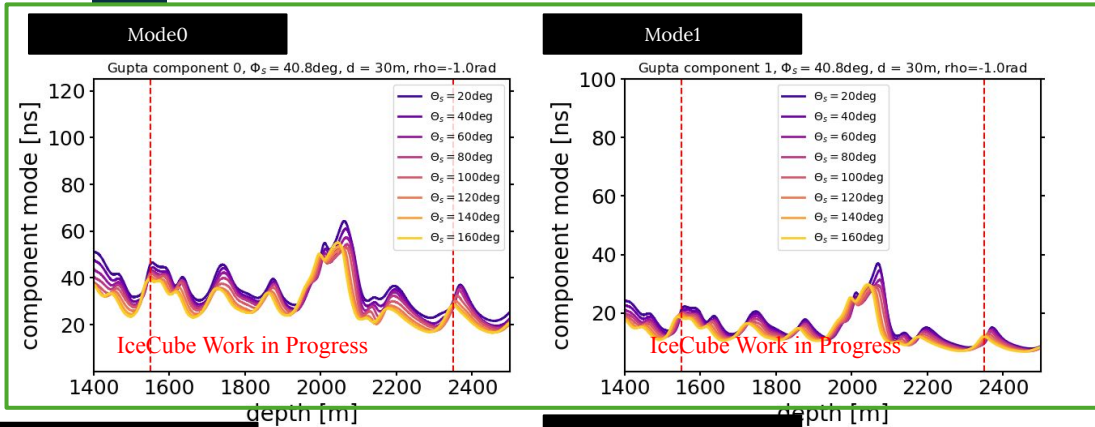 Mode0
Mode1
Gupta component 0, Φs = 40.8deg, d = 30m, rho=-1.0rad
120
100
80
60
40
20
component mode [ns]
Θs = 20deg
Θs = 40deg
Θs = 60deg
Θs = 80deg
Θs = 100deg
Θs = 120deg
Θs = 140deg
Θs = 160deg
IceCube Work in Progress
1400 1600 1800 2000 2200 2400
depth [m]
Gupta component 1, Φs = 40.8deg, d = 30m, rho=-1.0rad
100
80
60
40
20
component mode [ns]
Θs = 20deg
Θs = 40deg
Θs = 60deg
Θs = 80deg
Θs = 100deg
Θs = 120deg
Θs = 140deg
Θs = 160deg
IceCube Work in Progress
1400 1600 1800 2000 2200 2400
depth [m]